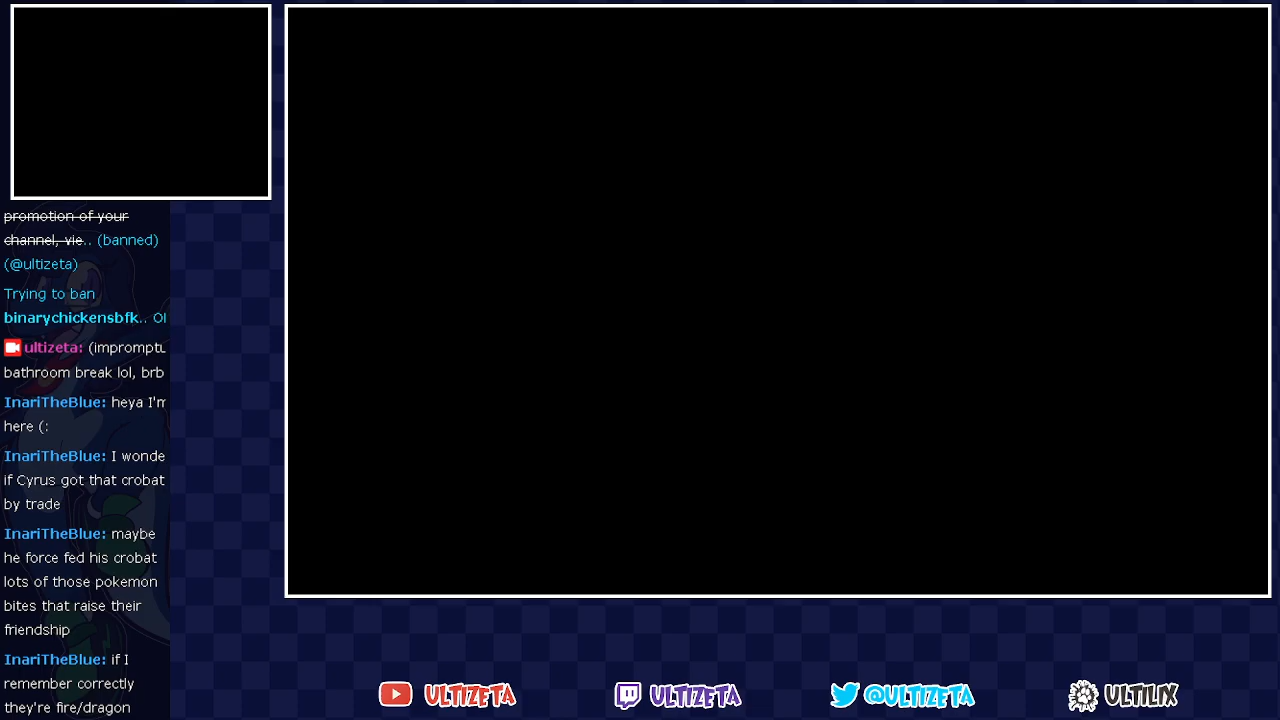 promotion of your
channel, vie.. (banned)
(@ultizeta)
Trying to ban
binarychickensbfk..
ultizeta: (impromptu
bathroom break lol, brb
InariTheBlue: heya I'm
here (:
InariTheBlue: I wonde
if Cyrus got that crobat
by trade
InariTheBlue: maybe
he force fed his crobat
lots of those pokemon
bites that raise their
friendship
InariTheBlue: if I
remember correctly
they're fire/dragon
ULTIZETA
ULTIZETA
@ULTIZETA
ULTILIX